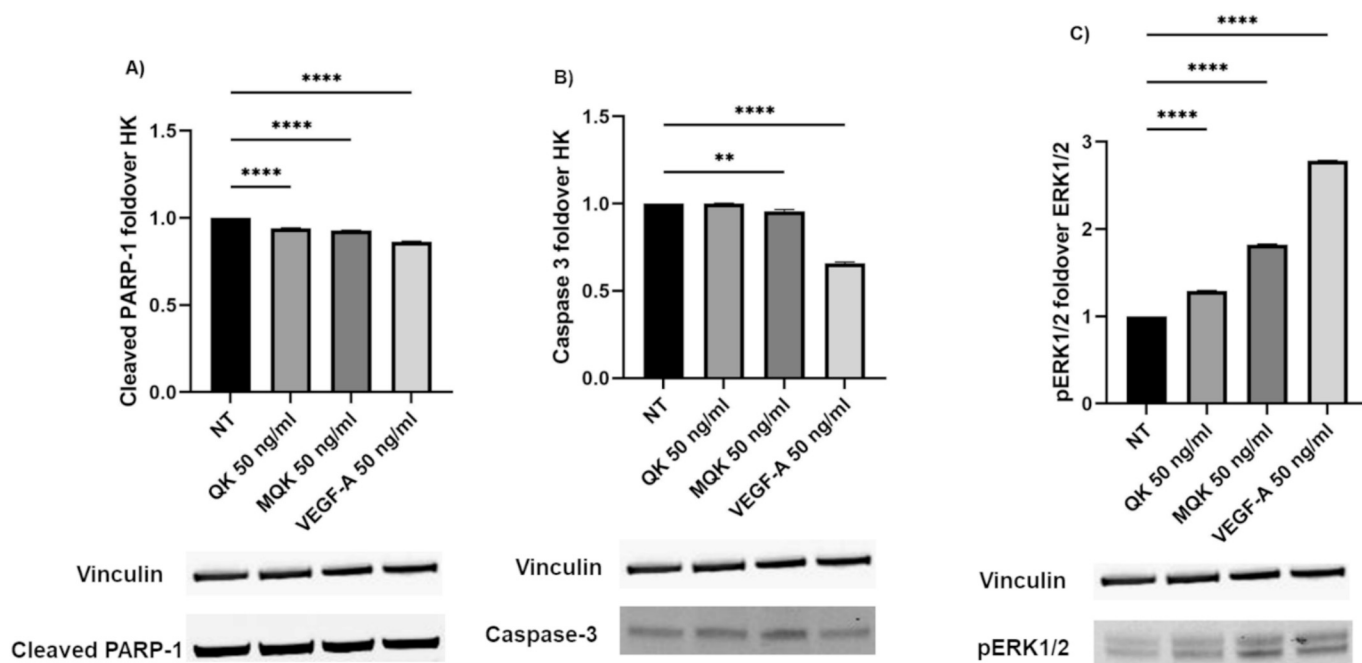 A)
****
****
****
Cleaved PARP-1 foldover HK
1.5
1.0
0.5
0.0
NT
QK 50 ng/ml
MQK 50 ng/ml
VEGF-A 50 ng/ml
Vinculin
Cleaved PARP-1
B)
****
**
Caspase 3 foldover HK
1.5
1.0
0.5
0.0
NT
QK 50 ng/ml
MQK 50 ng/ml
VEGF-A 50 ng/ml
Vinculin
Caspase-3
C)
****
****
****
pERK1/2 foldover ERK1/2
3
2
1
0
NT
QK 50 ng/ml
MQK 50 ng/ml
VEGF-A 50 ng/ml
Vinculin
pERK1/2